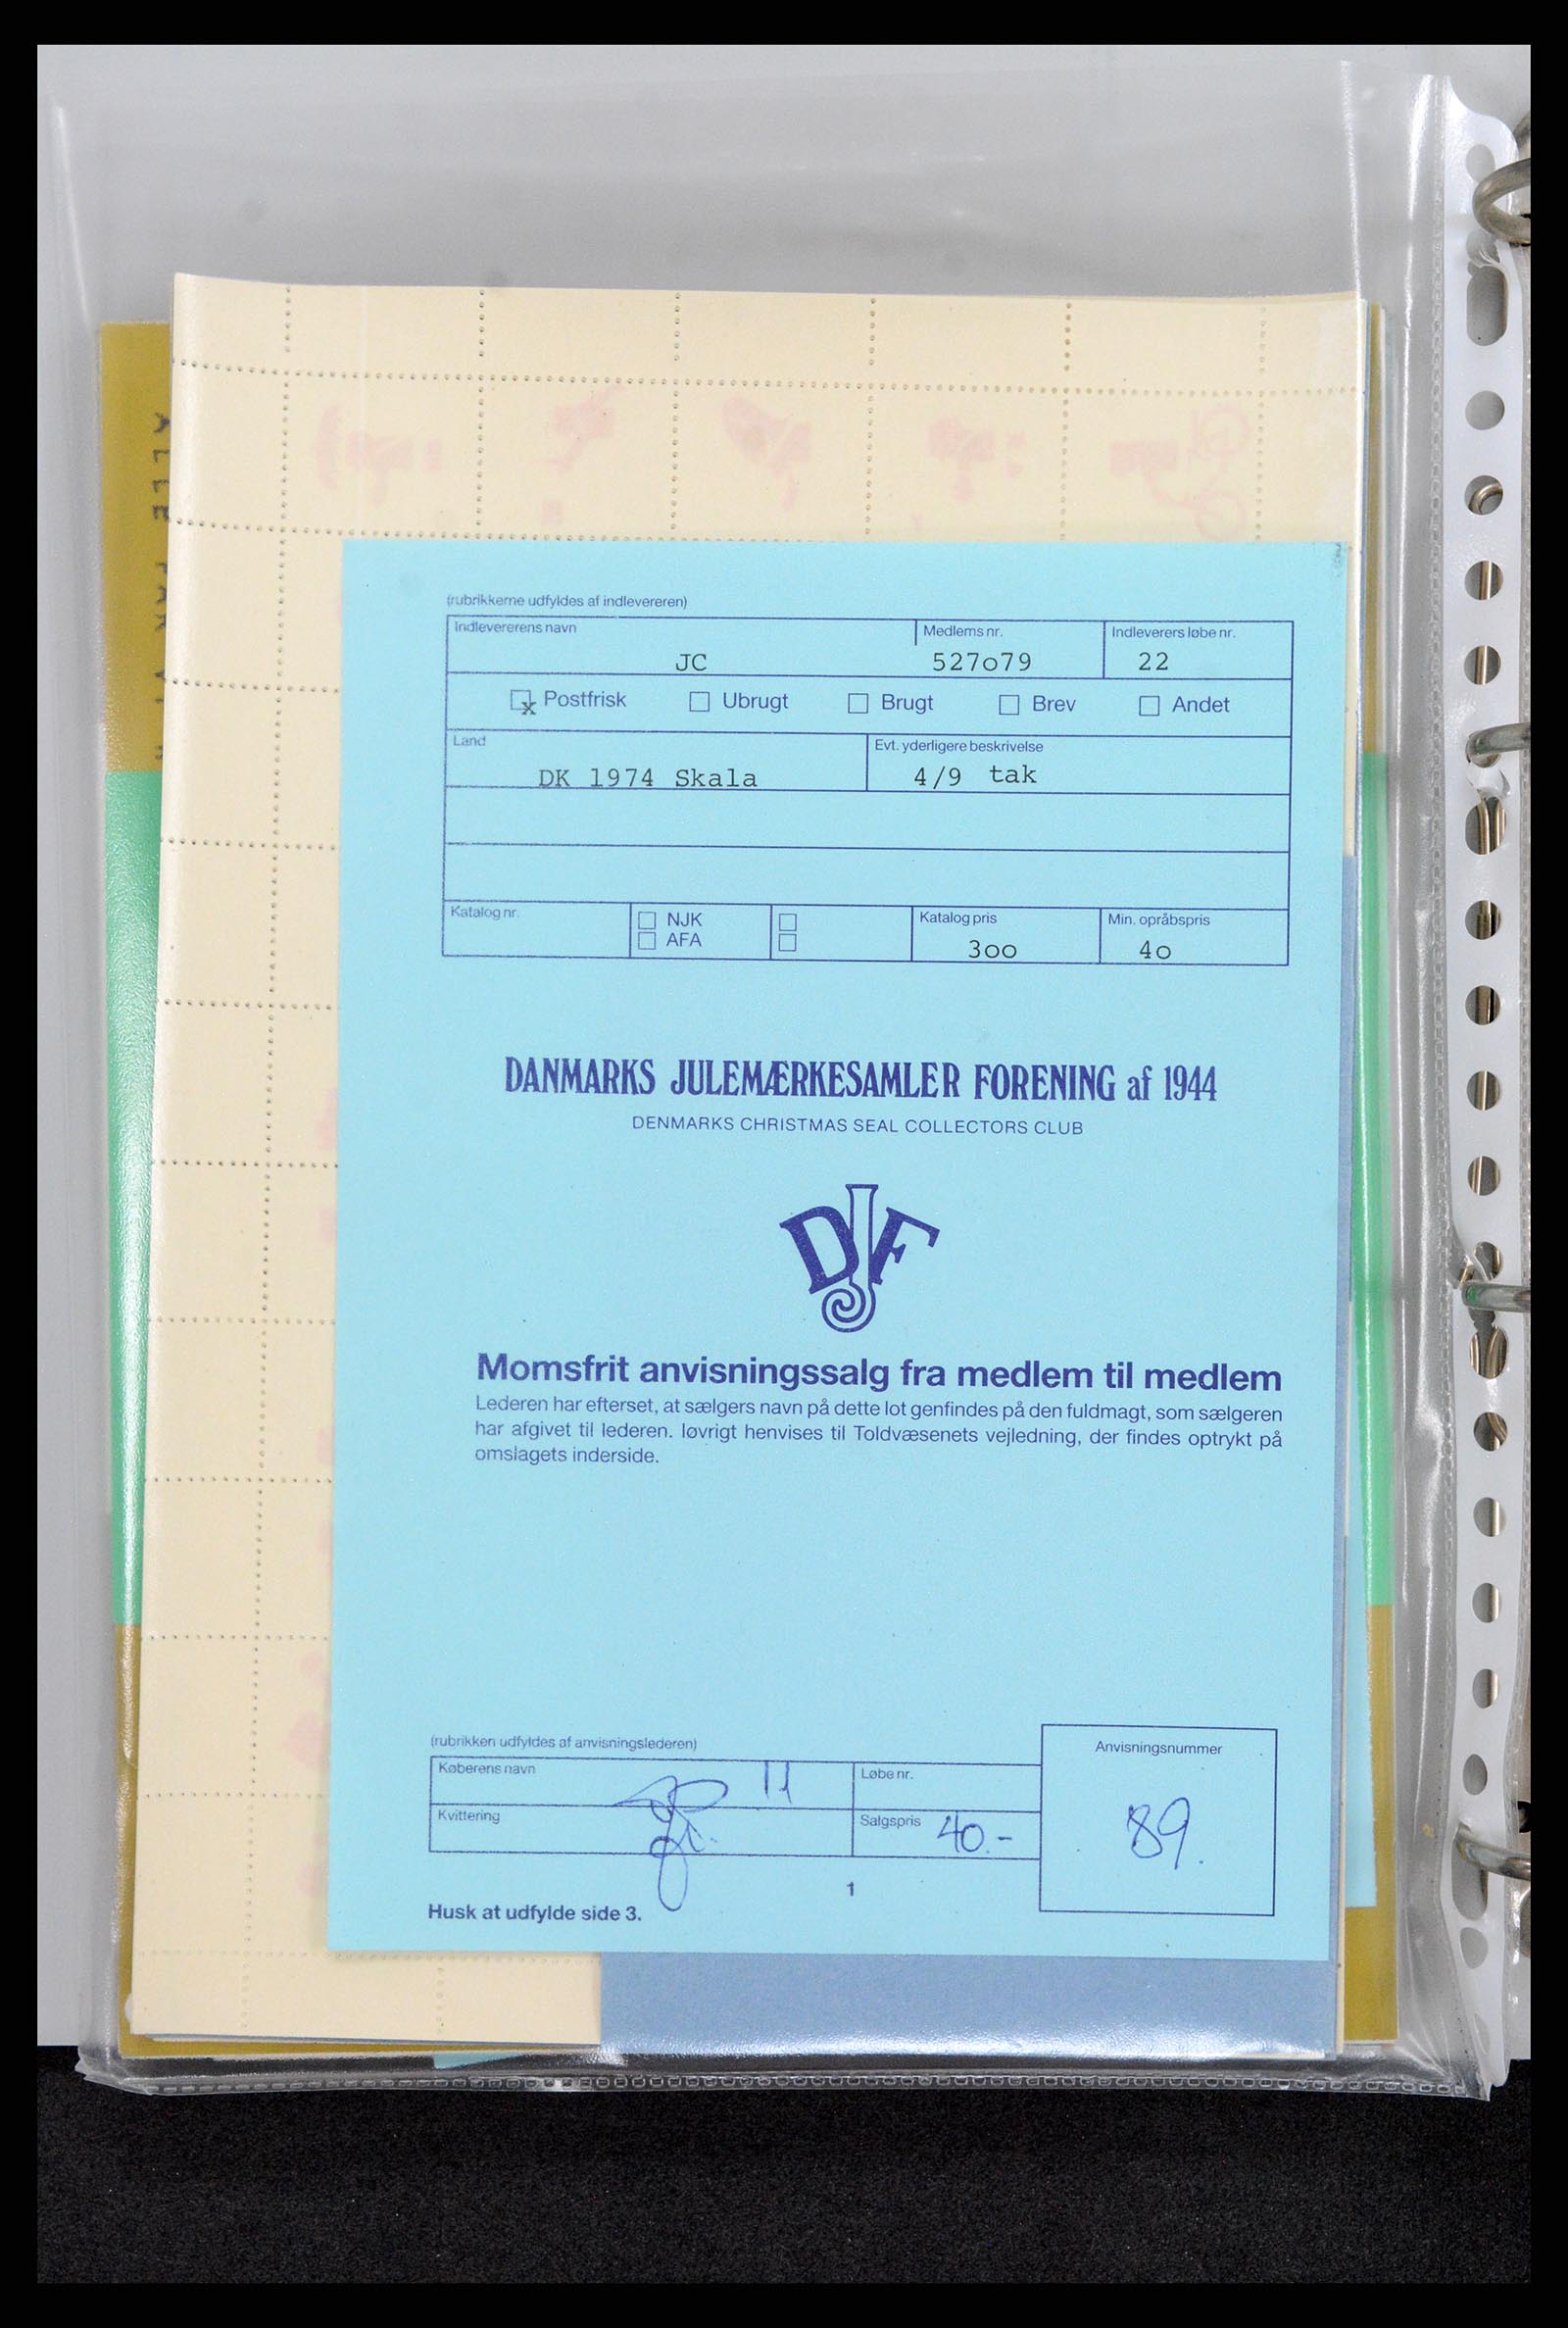 (rubrikkerne udfyldes af indlevereren)
Indlevererens navn Medlems nr. Indleverers løbe nr.
JC 527o79 22
x Postfrisk Ubrugt Brugt Brev Andet
Land Evt. yderligere beskrivelse
DK 1974 Skala 4/9 tak
Katalog nr. NJK Katalog pris Min. opråbspris
AFA 3oo 4o
DANMARKS JULEMÆRKESAMLER FORENING af 1944
DENMARKS CHRISTMAS SEAL COLLECTORS CLUB
DJF
Momsfrit anvisningssalg fra medlem til medlem
Lederen har efterset, at sælgers navn på dette lot genfindes på den fuldmagt, som sælgeren
har afgivet til lederen. Iøvrigt henvises til Toldvæsenets vejledning, der findes optrykt på
omslagets inderside.
(rubrikken udfyldes af anvisningslederen)
Anvisningsnummer
Køberens navn 11 Løbe nr.
Kvittering Salgspris 40.- 89.
1
Husk at udfylde side 3.